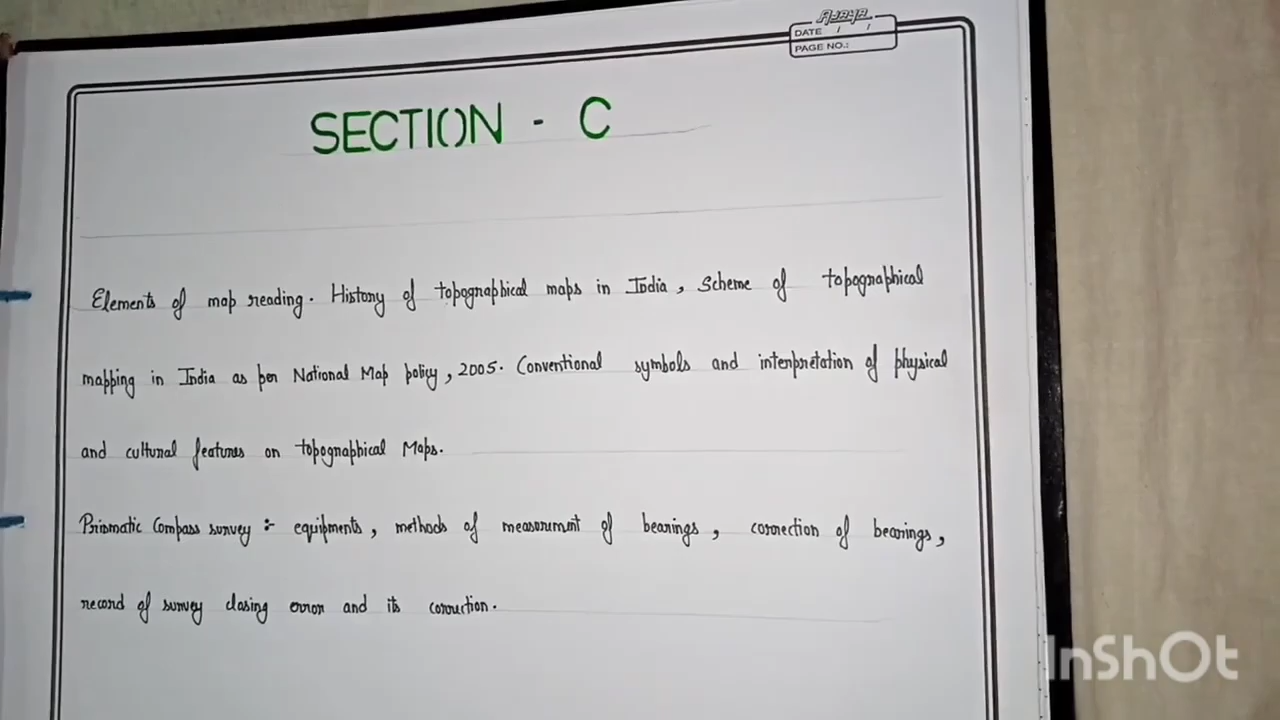 AJAYA
DATE / /
PAGE NO.:
SECTION - C
Elements of map reading. History of topographical maps in India, Scheme of topographical
mapping in India as per National Map policy, 2005. Conventional symbols and interpretation of physical
and cultural features on topographical Maps.
Prismatic Compass survey :- equipments, methods of measurement of bearings, correction of bearings,
record of survey closing error and its correction.
InShOt